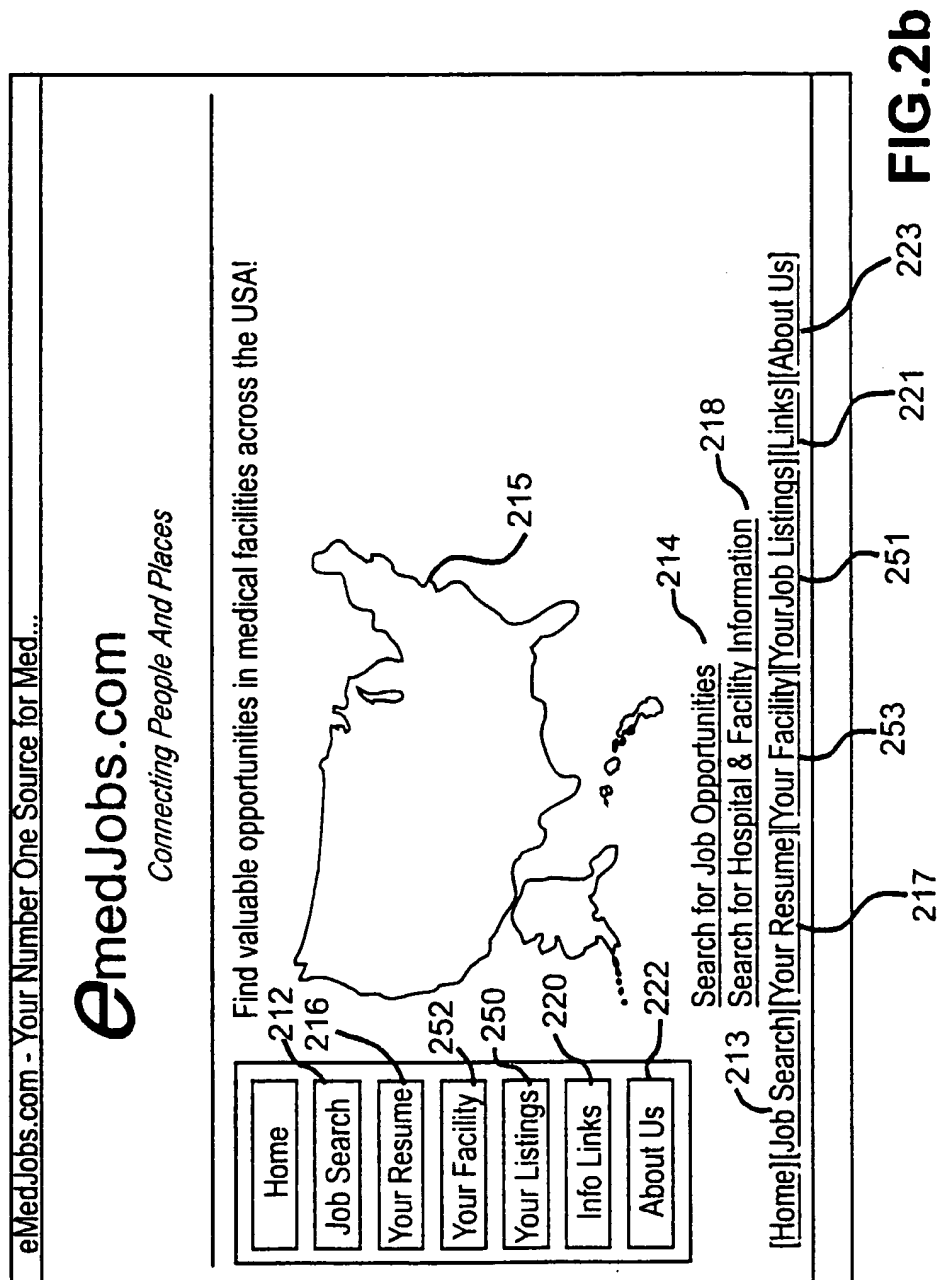 eMedJobs.com - Your Number One Source for Med...
emedJobs.com
Connecting People And Places
Find valuable opportunities in medical facilities across the USA!
Home
212
Job Search
216
Your Resume
252
Your Facility
250
Your Listings
220
Info Links
222
About Us
215
214
Search for Job Opportunities
218
Search for Hospital & Facility Information
213
[Home][Job Search][Your Resume][Your Facility][YourJob Listings][Links][About Us]
217
253
251
221
223
FIG.2b